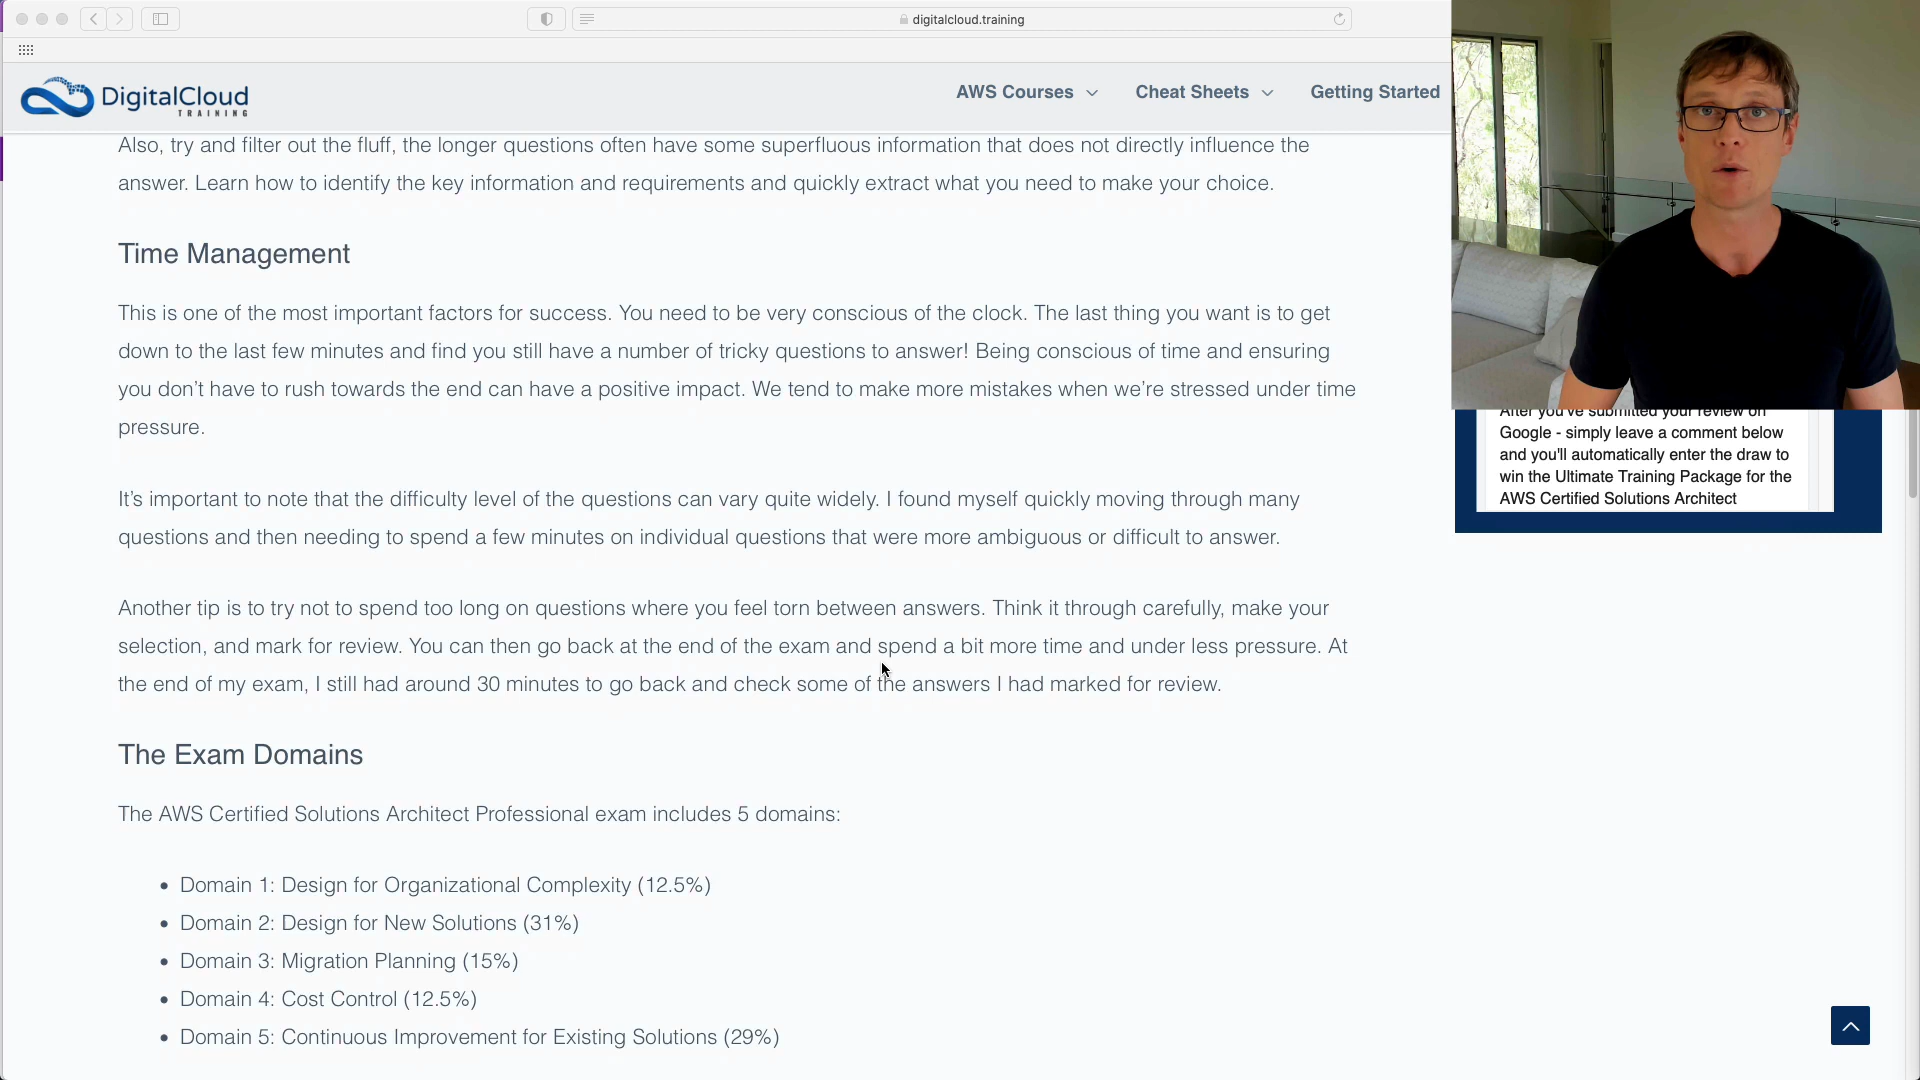 digitalcloud.training
DigitalCloud
TRAINING
AWS Courses
Cheat Sheets
Getting Started
Also, try and filter out the fluff, the longer questions often have some superfluous information that does not directly influence the
answer. Learn how to identify the key information and requirements and quickly extract what you need to make your choice.
Time Management
This is one of the most important factors for success. You need to be very conscious of the clock. The last thing you want is to get
down to the last few minutes and find you still have a number of tricky questions to answer! Being conscious of time and ensuring
you don’t have to rush towards the end can have a positive impact. We tend to make more mistakes when we’re stressed under time
pressure.
It’s important to note that the difficulty level of the questions can vary quite widely. I found myself quickly moving through many
questions and then needing to spend a few minutes on individual questions that were more ambiguous or difficult to answer.
Another tip is to try not to spend too long on questions where you feel torn between answers. Think it through carefully, make your
selection, and mark for review. You can then go back at the end of the exam and spend a bit more time and under less pressure. At
the end of my exam, I still had around 30 minutes to go back and check some of the answers I had marked for review.
The Exam Domains
The AWS Certified Solutions Architect Professional exam includes 5 domains:
• Domain 1: Design for Organizational Complexity (12.5%)
• Domain 2: Design for New Solutions (31%)
• Domain 3: Migration Planning (15%)
• Domain 4: Cost Control (12.5%)
• Domain 5: Continuous Improvement for Existing Solutions (29%)
After you've submitted your review on
Google - simply leave a comment below
and you'll automatically enter the draw to
win the Ultimate Training Package for the
AWS Certified Solutions Architect